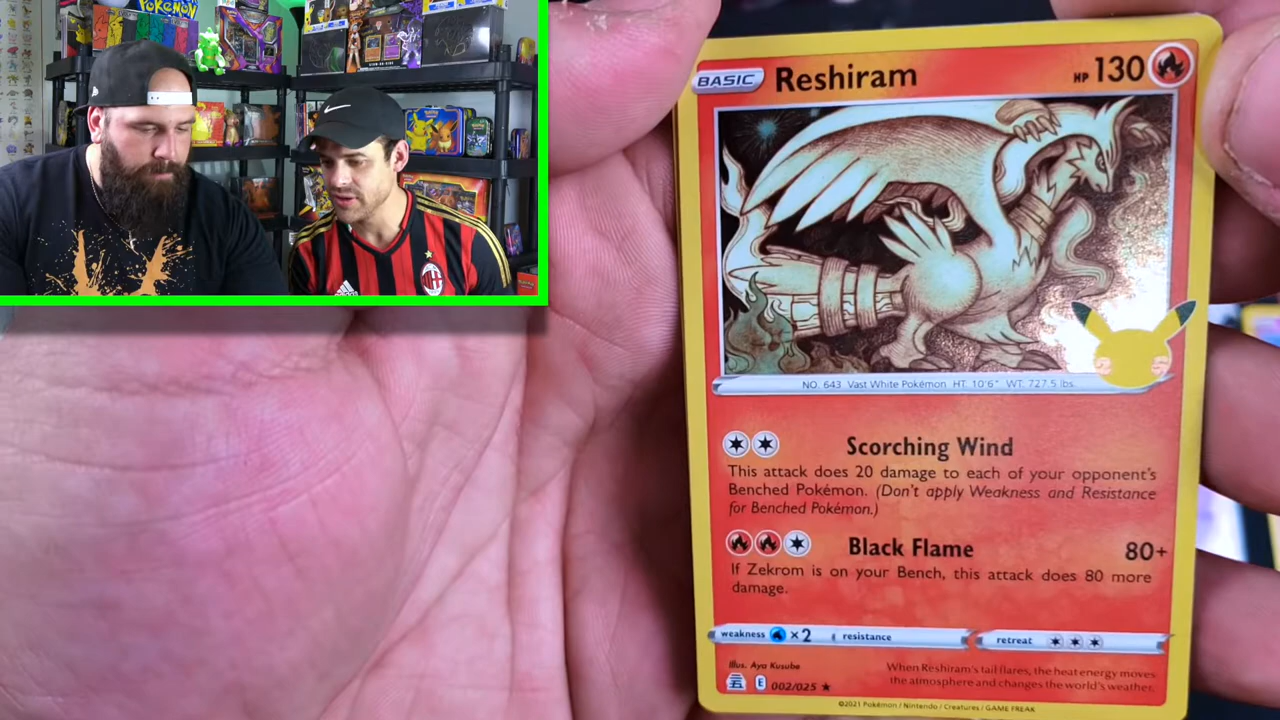 POKÉMON
BASIC Reshiram HP 130
NO. 643 Vast White Pokémon HT: 10'6" WT: 727.5 lbs.
Scorching Wind
This attack does 20 damage to each of your opponent's
Benched Pokémon. (Don't apply Weakness and Resistance
for Benched Pokémon.)
Black Flame 80+
If Zekrom is on your Bench, this attack does 80 more
damage.
weakness ×2 resistance retreat
Illus. Aya Kusube
When Reshiram's tail flares, the heat energy moves
the atmosphere and changes the world's weather.
E 002/025 ★
©2021 Pokémon / Nintendo / Creatures / GAME FREAK